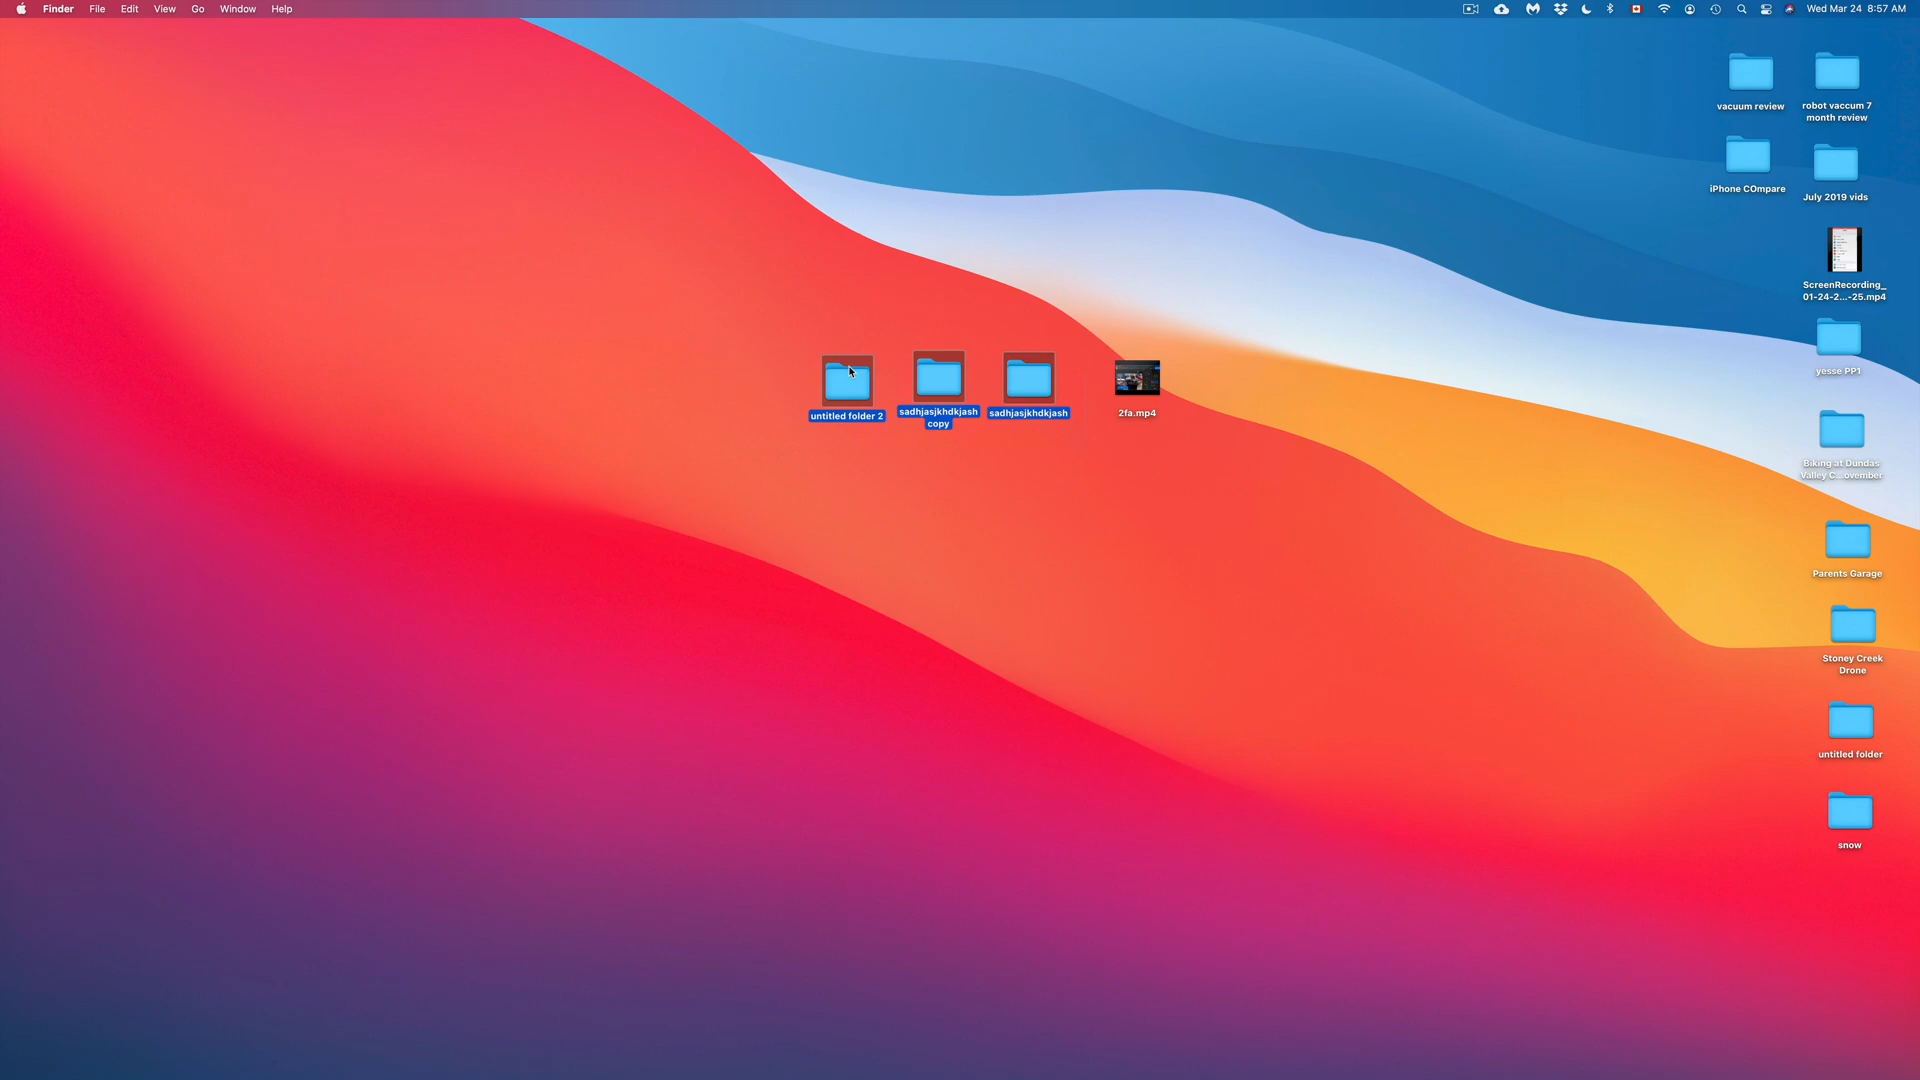 Finder File Edit View Go Window Help Wed Mar 24 8:57 AM
vacuum review
robot vaccum 7
month review
iPhone COmpare
July 2019 vids
ScreenRecording_
01-24-2...-25.mp4
yesse PP1
untitled folder 2
sadhjasjkhdkjash
copy
sadhjasjkhdkjash
2fa.mp4
Biking at Dundas
Valley C...ovember
Parents Garage
Stoney Creek
Drone
untitled folder
snow